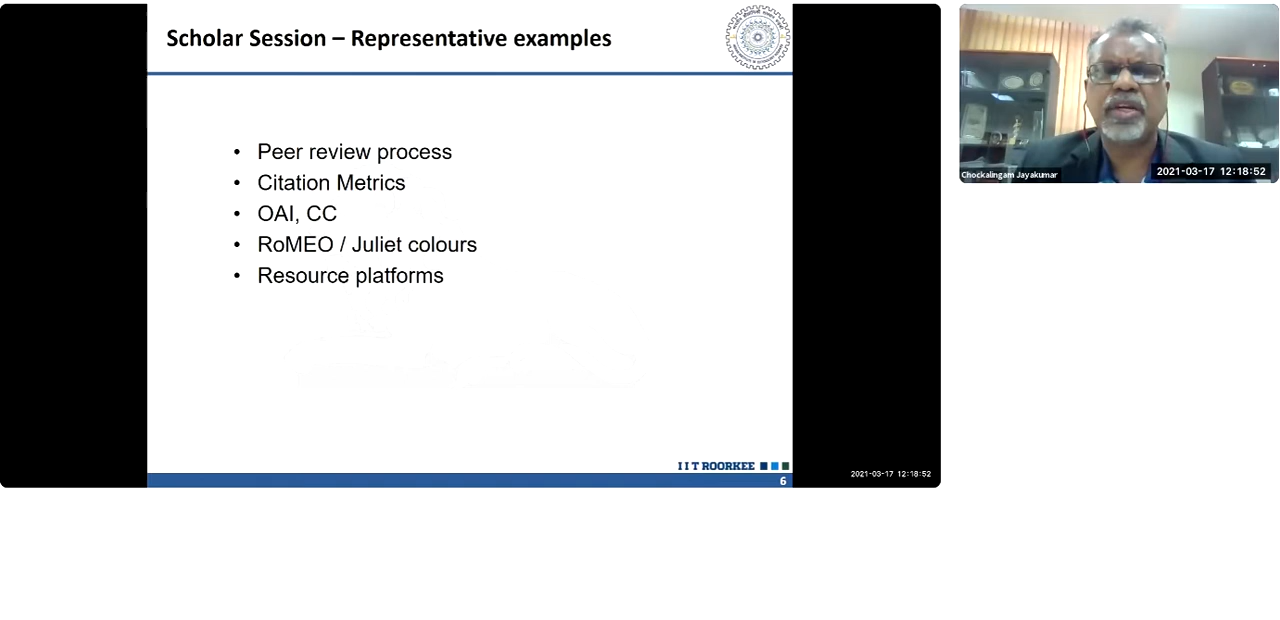 Scholar Session – Representative examples
• Peer review process
• Citation Metrics
• OAI, CC
• RoMEO / Juliet colours
• Resource platforms
I I T ROORKEE
6
2021-03-17 12:18:52
Chockalingam Jayakumar
2021-03-17 12:18:52